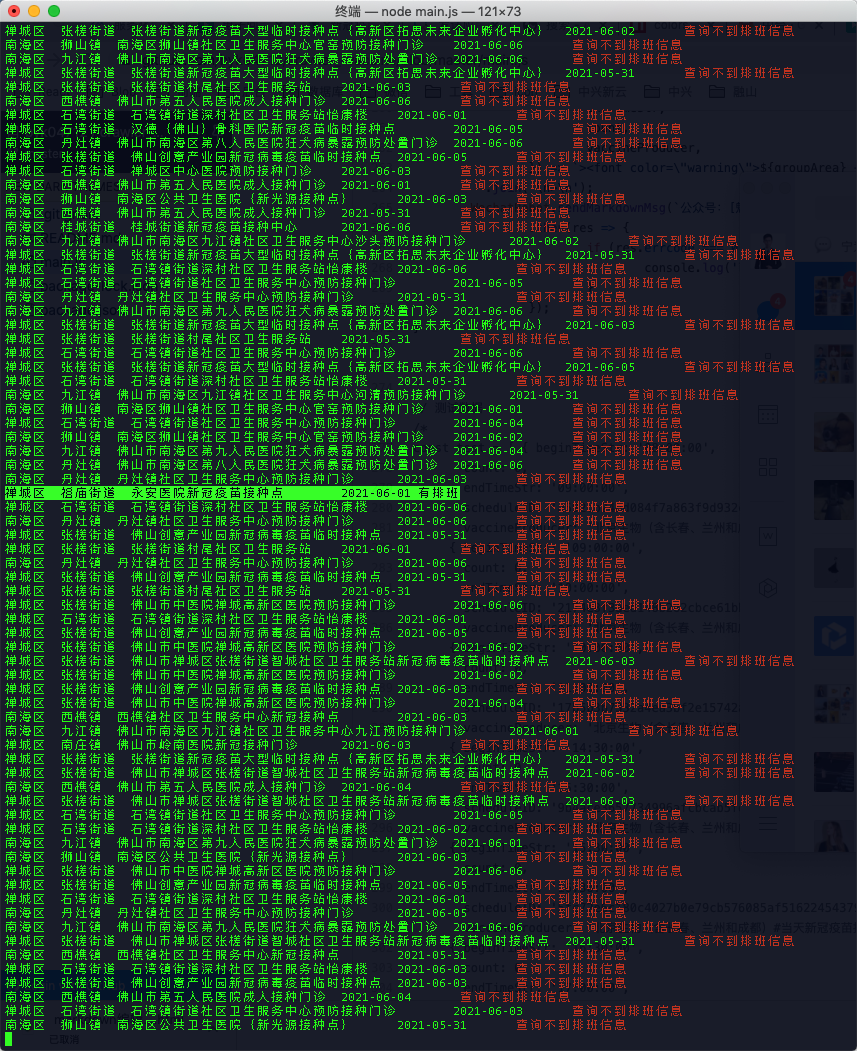 终端 — node main.js — 121×73
禅城区 张槎街道 张槎街道新冠疫苗大型临时接种点（高新区拓思未来企业孵化中心） 2021-06-02 查询不到排班信息
南海区 狮山镇 南海区狮山镇社区卫生服务中心官窑预防接种门诊 2021-06-06 查询不到排班信息
南海区 九江镇 佛山市南海区第九人民医院狂犬病暴露预防处置门诊 2021-06-06 查询不到排班信息
禅城区 张槎街道 张槎街道新冠疫苗大型临时接种点（高新区拓思未来企业孵化中心） 2021-05-31 查询不到排班信息
禅城区 张槎街道 张槎街道村尾社区卫生服务站 2021-06-03 查询不到排班信息
南海区 西樵镇 佛山市第五人民医院成人接种门诊 2021-06-06 查询不到排班信息
禅城区 石湾镇街道 石湾镇街道深村社区卫生服务站怡康楼 2021-06-01 查询不到排班信息
禅城区 石湾镇街道 汉德（佛山）骨科医院新冠疫苗临时接种点 2021-06-05 查询不到排班信息
南海区 丹灶镇 佛山市南海区第八人民医院狂犬病暴露预防处置门诊 2021-06-06 查询不到排班信息
禅城区 张槎街道 佛山创意产业园新冠病毒疫苗临时接种点 2021-06-05 查询不到排班信息
禅城区 石湾镇街道 禅城区中心医院预防接种门诊 2021-06-03 查询不到排班信息
南海区 西樵镇 佛山市第五人民医院成人接种门诊 2021-06-01 查询不到排班信息
南海区 狮山镇 南海区公共卫生医院（新光源接种点） 2021-06-03 查询不到排班信息
南海区 西樵镇 佛山市第五人民医院成人接种门诊 2021-05-31 查询不到排班信息
南海区 桂城街道 桂城街道新冠疫苗接种中心 2021-06-06 查询不到排班信息
南海区 九江镇 佛山市南海区九江镇社区卫生服务中心沙头预防接种门诊 2021-06-02 查询不到排班信息
禅城区 张槎街道 张槎街道新冠疫苗大型临时接种点（高新区拓思未来企业孵化中心） 2021-05-31 查询不到排班信息
禅城区 石湾镇街道 石湾镇街道深村社区卫生服务站怡康楼 2021-06-06 查询不到排班信息
禅城区 石湾镇街道 石湾镇街道社区卫生服务中心预防接种门诊 2021-06-05 查询不到排班信息
南海区 丹灶镇 丹灶镇社区卫生服务中心预防接种门诊 2021-05-31 查询不到排班信息
南海区 九江镇 佛山市南海区第九人民医院狂犬病暴露预防处置门诊 2021-06-06 查询不到排班信息
禅城区 张槎街道 张槎街道新冠疫苗大型临时接种点（高新区拓思未来企业孵化中心） 2021-06-03 查询不到排班信息
禅城区 张槎街道 张槎街道村尾社区卫生服务站 2021-05-31 查询不到排班信息
禅城区 石湾镇街道 石湾镇街道社区卫生服务中心预防接种门诊 2021-06-06 查询不到排班信息
禅城区 张槎街道 张槎街道新冠疫苗大型临时接种点（高新区拓思未来企业孵化中心） 2021-06-05 查询不到排班信息
禅城区 石湾镇街道 石湾镇街道深村社区卫生服务站怡康楼 2021-05-31 查询不到排班信息
南海区 九江镇 佛山市南海区九江镇社区卫生服务中心河清预防接种门诊 2021-05-31 查询不到排班信息
南海区 狮山镇 南海区狮山镇社区卫生服务中心官窑预防接种门诊 2021-06-01 查询不到排班信息
禅城区 石湾镇街道 石湾镇街道社区卫生服务中心预防接种门诊 2021-06-04 查询不到排班信息
南海区 狮山镇 南海区狮山镇社区卫生服务中心官窑预防接种门诊 2021-06-02 查询不到排班信息
南海区 九江镇 佛山市南海区第九人民医院狂犬病暴露预防处置门诊 2021-06-04 查询不到排班信息
南海区 丹灶镇 佛山市南海区第八人民医院狂犬病暴露预防处置门诊 2021-06-06 查询不到排班信息
南海区 丹灶镇 丹灶镇社区卫生服务中心预防接种门诊 2021-06-03 查询不到排班信息
禅城区 祖庙街道 永安医院新冠疫苗接种点 2021-06-01 有排班
禅城区 石湾镇街道 石湾镇街道深村社区卫生服务站怡康楼 2021-06-06 查询不到排班信息
南海区 丹灶镇 丹灶镇社区卫生服务中心预防接种门诊 2021-06-06 查询不到排班信息
禅城区 张槎街道 佛山创意产业园新冠病毒疫苗临时接种点 2021-06-01 查询不到排班信息
禅城区 张槎街道 张槎街道村尾社区卫生服务站 2021-06-01 查询不到排班信息
南海区 丹灶镇 丹灶镇社区卫生服务中心预防接种门诊 2021-06-06 查询不到排班信息
禅城区 张槎街道 佛山创意产业园新冠病毒疫苗临时接种点 2021-05-31 查询不到排班信息
禅城区 张槎街道 张槎街道村尾社区卫生服务站 2021-05-31 查询不到排班信息
禅城区 张槎街道 佛山市中医院禅城高新区医院预防接种门诊 2021-06-06 查询不到排班信息
禅城区 石湾镇街道 石湾镇街道深村社区卫生服务站怡康楼 2021-06-01 查询不到排班信息
禅城区 张槎街道 佛山创意产业园新冠病毒疫苗临时接种点 2021-06-05 查询不到排班信息
禅城区 张槎街道 佛山市中医院禅城高新区医院预防接种门诊 2021-06-02 查询不到排班信息
禅城区 张槎街道 佛山市禅城区张槎街道智城社区卫生服务站新冠病毒疫苗临时接种点 2021-06-03 查询不到排班信息
禅城区 张槎街道 佛山市中医院禅城高新区医院预防接种门诊 2021-06-02 查询不到排班信息
禅城区 张槎街道 佛山创意产业园新冠病毒疫苗临时接种点 2021-06-03 查询不到排班信息
禅城区 张槎街道 佛山市中医院禅城高新区医院预防接种门诊 2021-06-04 查询不到排班信息
南海区 西樵镇 西樵镇社区卫生服务中心新冠接种点 2021-06-03 查询不到排班信息
南海区 九江镇 佛山市南海区九江镇社区卫生服务中心九江预防接种门诊 2021-06-01 查询不到排班信息
禅城区 南庄镇 佛山市岭南医院新冠接种门诊 2021-06-03 查询不到排班信息
禅城区 张槎街道 张槎街道新冠疫苗大型临时接种点（高新区拓思未来企业孵化中心） 2021-05-31 查询不到排班信息
禅城区 张槎街道 佛山市禅城区张槎街道智城社区卫生服务站新冠病毒疫苗临时接种点 2021-06-02 查询不到排班信息
南海区 西樵镇 佛山市第五人民医院成人接种门诊 2021-06-04 查询不到排班信息
禅城区 张槎街道 佛山市禅城区张槎街道智城社区卫生服务站新冠病毒疫苗临时接种点 2021-06-03 查询不到排班信息
禅城区 石湾镇街道 石湾镇街道社区卫生服务中心预防接种门诊 2021-06-05 查询不到排班信息
禅城区 石湾镇街道 石湾镇街道深村社区卫生服务站怡康楼 2021-06-02 查询不到排班信息
南海区 九江镇 佛山市南海区第九人民医院狂犬病暴露预防处置门诊 2021-06-01 查询不到排班信息
南海区 狮山镇 南海区公共卫生医院（新光源接种点） 2021-06-03 查询不到排班信息
禅城区 张槎街道 佛山市中医院禅城高新区医院预防接种门诊 2021-06-06 查询不到排班信息
禅城区 张槎街道 佛山创意产业园新冠病毒疫苗临时接种点 2021-06-05 查询不到排班信息
禅城区 石湾镇街道 石湾镇街道深村社区卫生服务站怡康楼 2021-06-01 查询不到排班信息
南海区 丹灶镇 丹灶镇社区卫生服务中心预防接种门诊 2021-06-05 查询不到排班信息
南海区 九江镇 佛山市南海区第九人民医院狂犬病暴露预防处置门诊 2021-06-06 查询不到排班信息
禅城区 张槎街道 佛山市禅城区张槎街道智城社区卫生服务站新冠病毒疫苗临时接种点 2021-05-31 查询不到排班信息
南海区 西樵镇 西樵镇社区卫生服务中心新冠接种点 2021-05-31 查询不到排班信息
禅城区 石湾镇街道 石湾镇街道深村社区卫生服务站怡康楼 2021-06-03 查询不到排班信息
禅城区 张槎街道 佛山创意产业园新冠病毒疫苗临时接种点 2021-06-03 查询不到排班信息
南海区 西樵镇 佛山市第五人民医院成人接种门诊 2021-06-04 查询不到排班信息
禅城区 石湾镇街道 石湾镇街道社区卫生服务中心预防接种门诊 2021-06-03 查询不到排班信息
南海区 狮山镇 南海区公共卫生医院（新光源接种点） 2021-05-31 查询不到排班信息